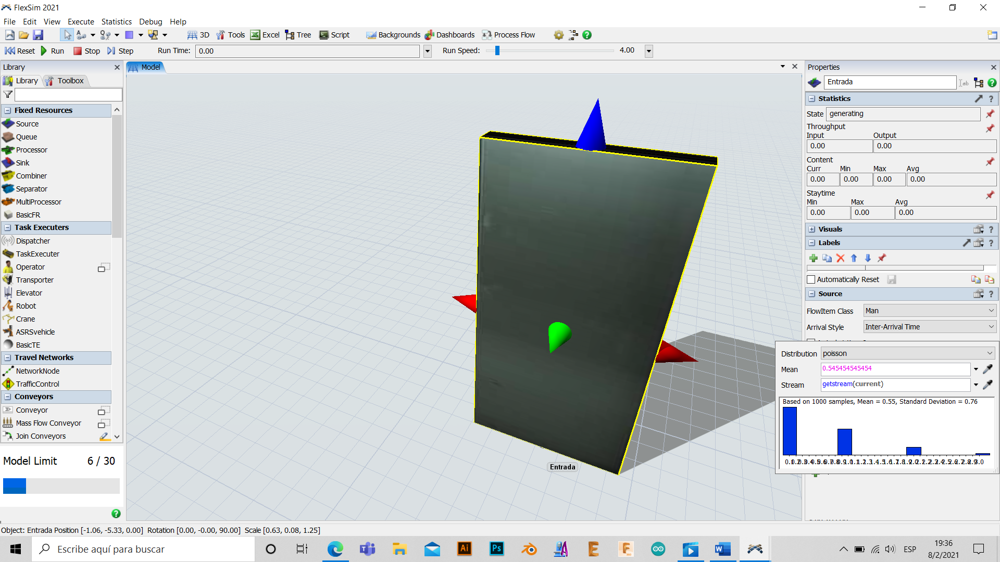 FlexSim 2021
File Edit View Execute Statistics Debug Help
3D Tools Excel Tree Script Backgrounds Dashboards Process Flow
Reset Run Stop Step Run Time: 0.00 Run Speed: 4.00
Library
Library Toolbox
Fixed Resources
Source
Queue
Processor
Sink
Combiner
Separator
MultiProcessor
BasicFR
Task Executers
Dispatcher
TaskExecuter
Operator
Transporter
Elevator
Robot
Crane
ASRSvehicle
BasicTE
Travel Networks
NetworkNode
TrafficControl
Conveyors
Conveyor
Mass Flow Conveyor
Join Conveyors
Model Limit 6 / 30
Model
Entrada
Properties
Entrada
Statistics
State generating
Throughput
Input Output
0.00 0.00
Content
Curr Min Max Avg
0.00 0.00 0.00 0.00
Staytime
Min Max Avg
0.00 0.00 0.00
Visuals
Labels
Automatically Reset
Source
FlowItem Class Man
Arrival Style Inter-Arrival Time
Distribution poisson
Mean 0.545454545454
Stream getstream(current)
Based on 1000 samples, Mean = 0.55, Standard Deviation = 0.76
Object: Entrada Position [-1.06, -5.33, 0.00] Rotation [0.00, -0.00, 90.00] Scale [0.63, 0.08, 1.25]
Escribe aquí para buscar
ESP
19:36
8/2/2021